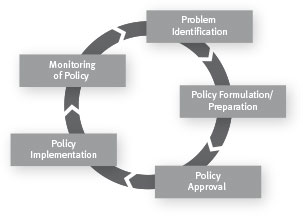 Problem
Identification
Policy Formulation/
Preparation
Policy
Approval
Policy
Implementation
Monitoring
of Policy